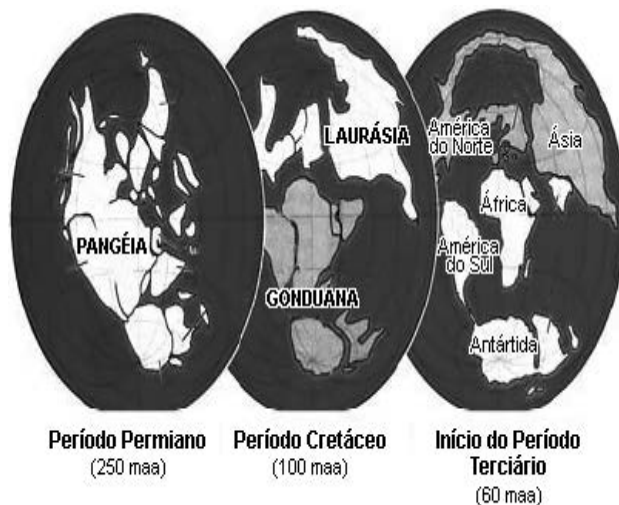 PANGÉIA
Período Permiano
(250 maa)
LAURÁSIA
GONDUANA
Período Cretáceo
(100 maa)
América
do Norte
Ásia
África
América
do Sul
Antártida
Início do Período
Terciário
(60 maa)